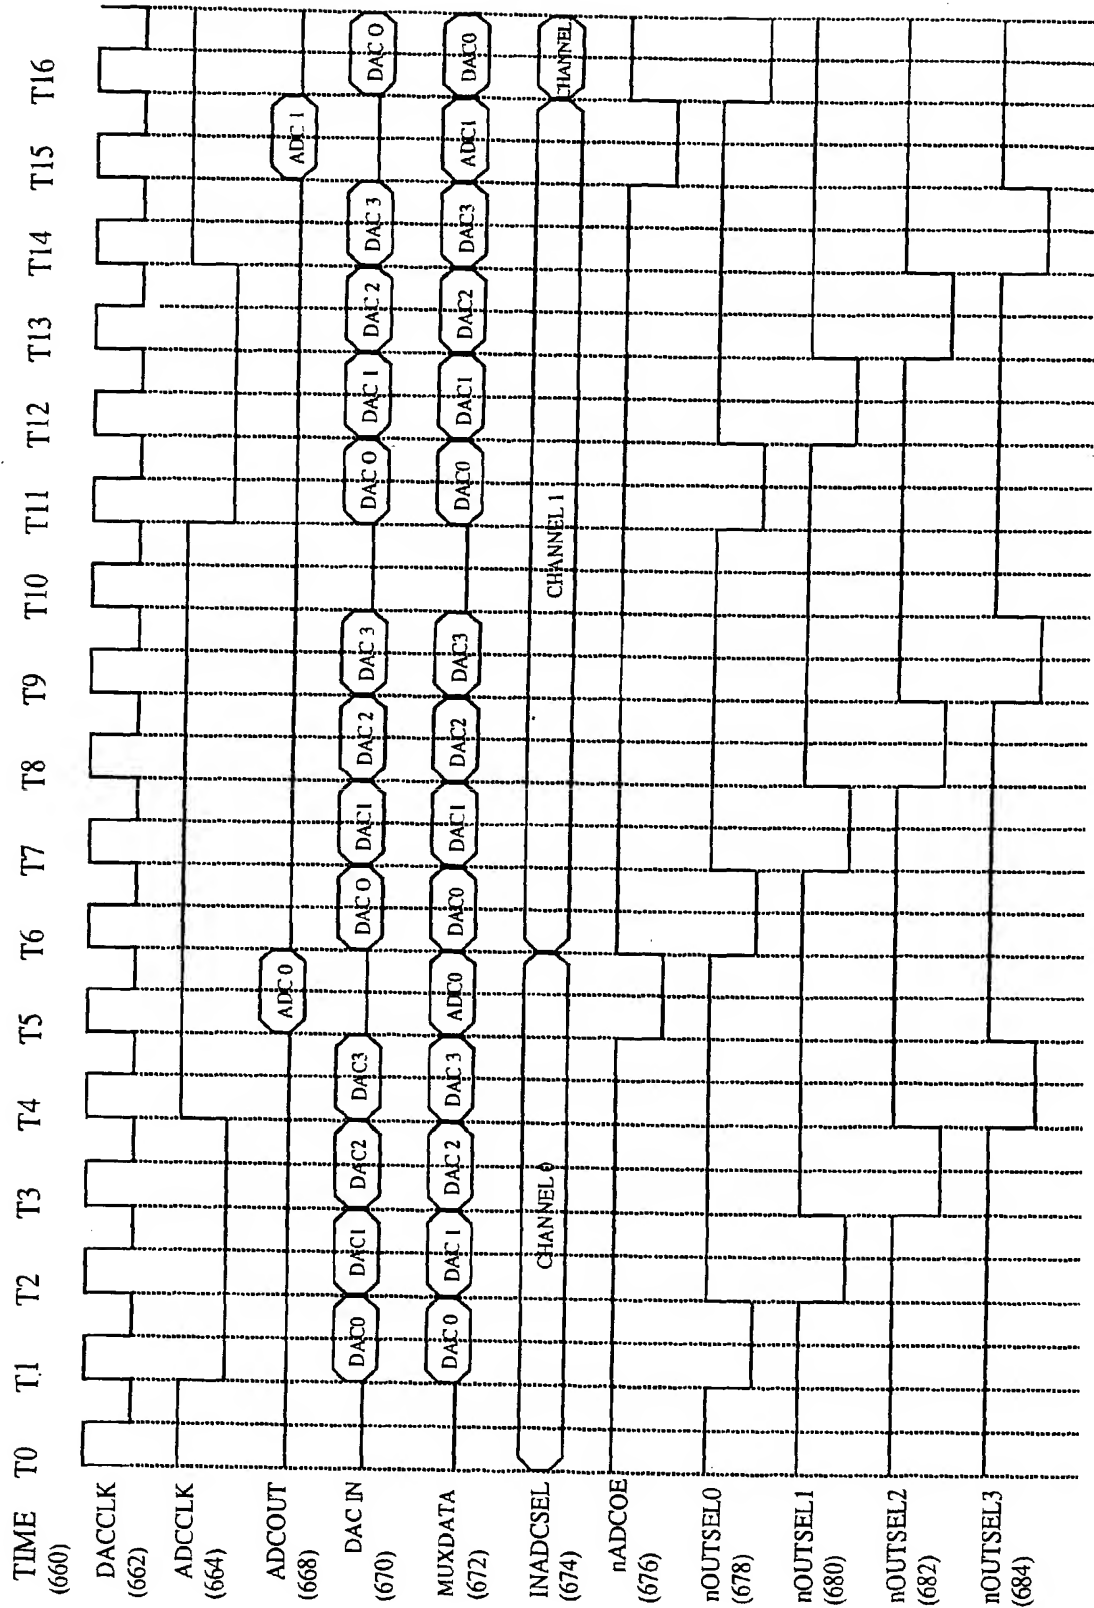 TIME T0 T1 T2 T3 T4 T5 T6 T7 T8 T9 T10 T11 T12 T13 T14 T15 T16
(660)
DACCLK
(662)
ADCCLK
(664)
ADCOUT ADC 0 ADC 1
(668)
DAC IN DAC0 DAC1 DAC2 DAC3 DAC 0 DAC1 DAC 2 DAC 3 DAC 0 DAC 1 DAC 2 DAC 3 DAC 0
(670)
MUXDATA DAC 0 DAC 1 DAC 2 DAC 3 ADC0 DAC0 DAC1 DAC2 DAC3 DAC0 DAC1 DAC2 DAC3 ADC1 DAC0
(672)
INADCSEL CHANNEL 0 CHANNEL 1 CHANNEL
(674)
nADCOE
(676)
nOUTSEL0
(678)
nOUTSEL1
(680)
nOUTSEL2
(682)
nOUTSEL3
(684)